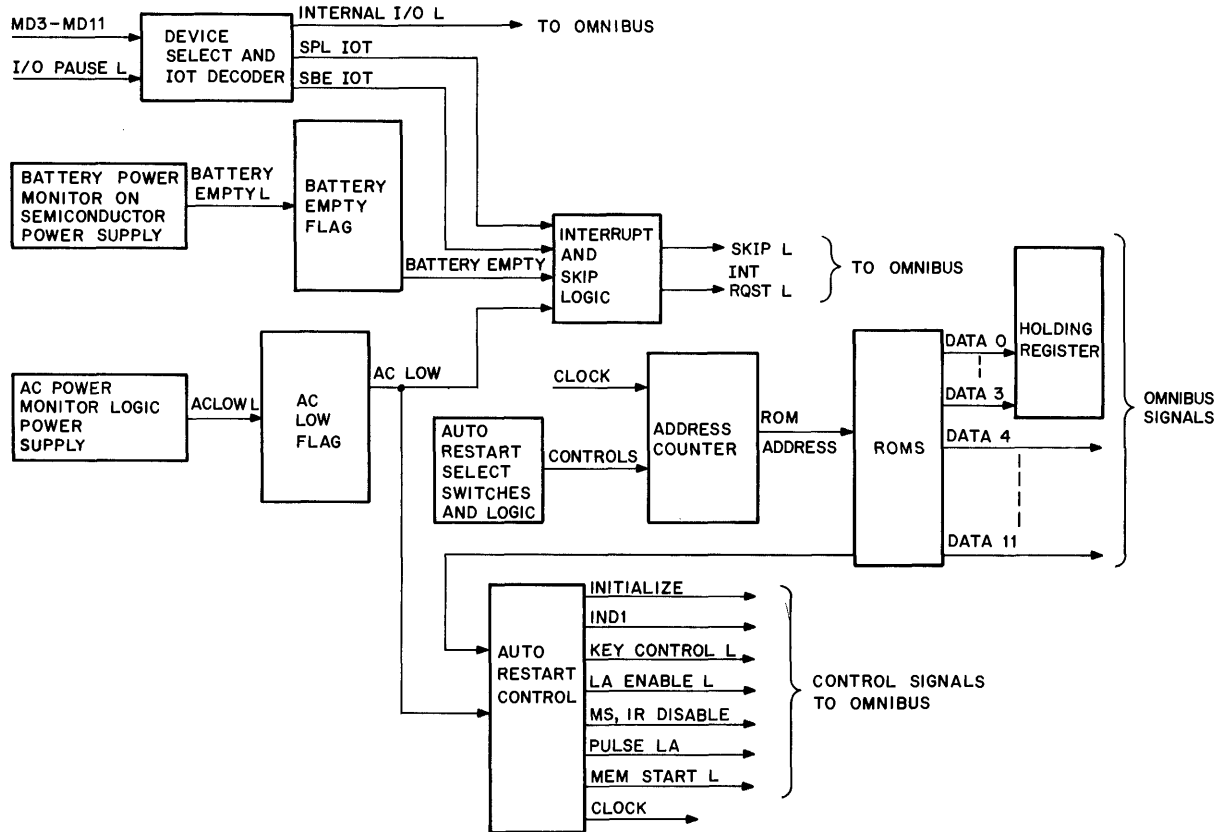 MD3-MD11
I/O PAUSE L
DEVICE
SELECT AND
IOT DECODER
INTERNAL I/O L
TO OMNIBUS
SPL IOT
SBE IOT
BATTERY POWER
MONITOR ON
SEMICONDUCTOR
POWER SUPPLY
BATTERY
EMPTY L
BATTERY
EMPTY
FLAG
BATTERY EMPTY
INTERRUPT
AND
SKIP
LOGIC
SKIP L
INT
RQST L
TO OMNIBUS
AC POWER
MONITOR LOGIC
POWER
SUPPLY
ACLOW L
AC
LOW
FLAG
AC LOW
CLOCK
AUTO
RESTART
SELECT
SWITCHES
AND LOGIC
CONTROLS
ADDRESS
COUNTER
ROM
ADDRESS
ROMS
DATA 0
DATA 3
DATA 4
DATA 11
HOLDING
REGISTER
OMNIBUS
SIGNALS
AUTO
RESTART
CONTROL
INITIALIZE
IND1
KEY CONTROL L
LA ENABLE L
MS, IR DISABLE
PULSE LA
MEM START L
CLOCK
CONTROL SIGNALS
TO OMNIBUS